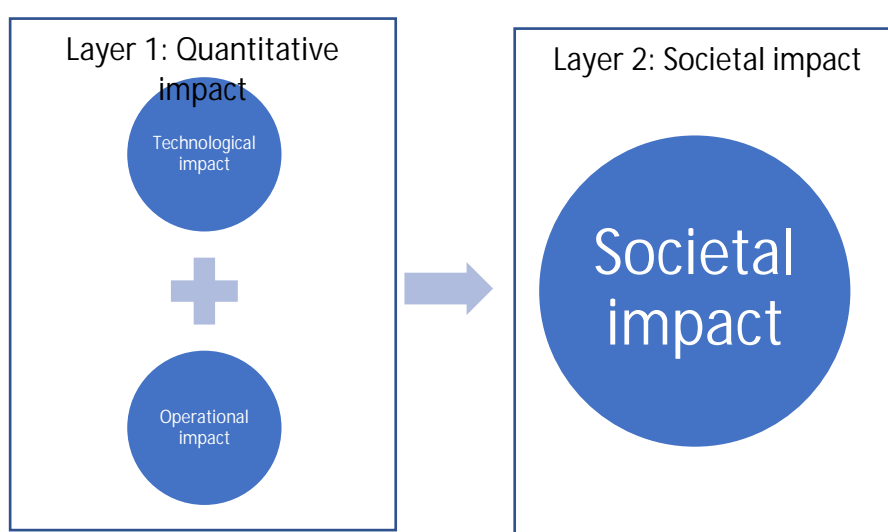 Layer 1: Quantitative
impact
Technological
impact
Operational
impact
Layer 2: Societal impact
Societal
impact